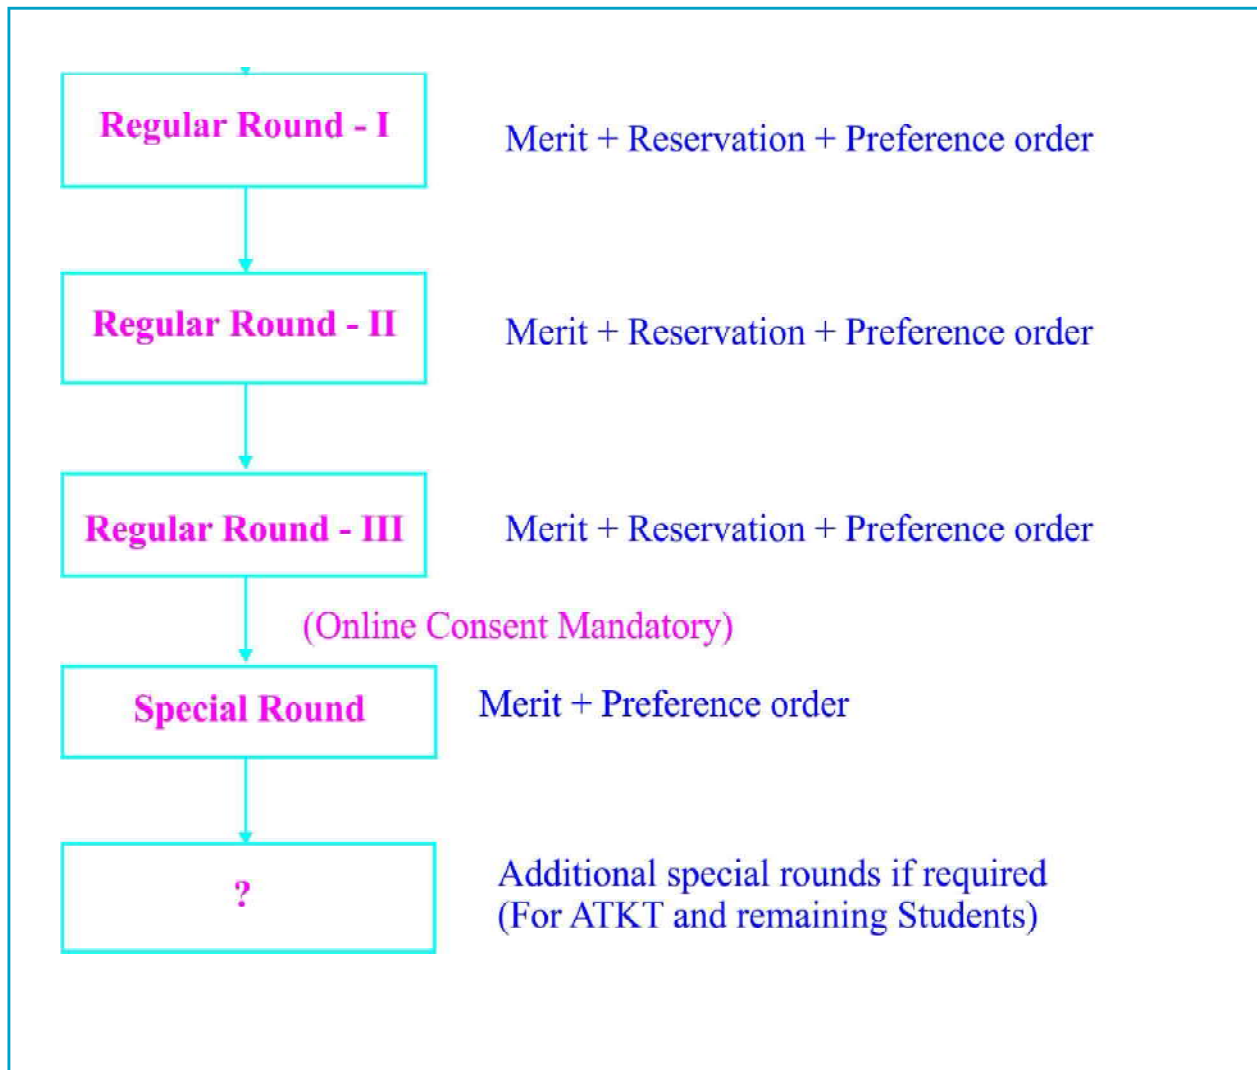 Regular Round - I
Merit + Reservation + Preference order
Regular Round - II
Merit + Reservation + Preference order
Regular Round - III
Merit + Reservation + Preference order
(Online Consent Mandatory)
Special Round
Merit + Preference order
?
Additional special rounds if required
(For ATKT and remaining Students)